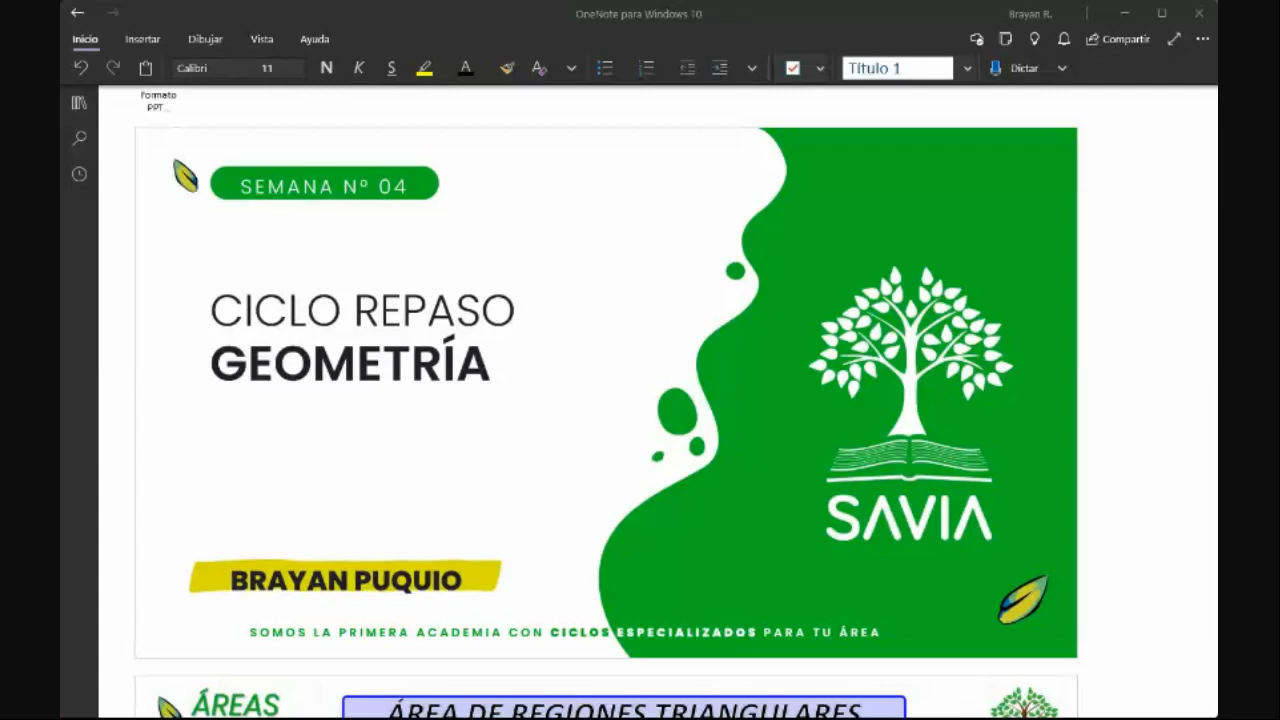 OneNote para Windows 10
Brayan R.
Inicio Insertar Dibujar Vista Ayuda Compartir
Calibri 11 N K S A Título 1 Dictar
Formato
PPT...
SEMANA Nº 04
CICLO REPASO
GEOMETRÍA
SAVIA
BRAYAN PUQUIO
SOMOS LA PRIMERA ACADEMIA CON CICLOS ESPECIALIZADOS PARA TU ÁREA
ÁREAS
ÁREA DE REGIONES TRIANGULARES